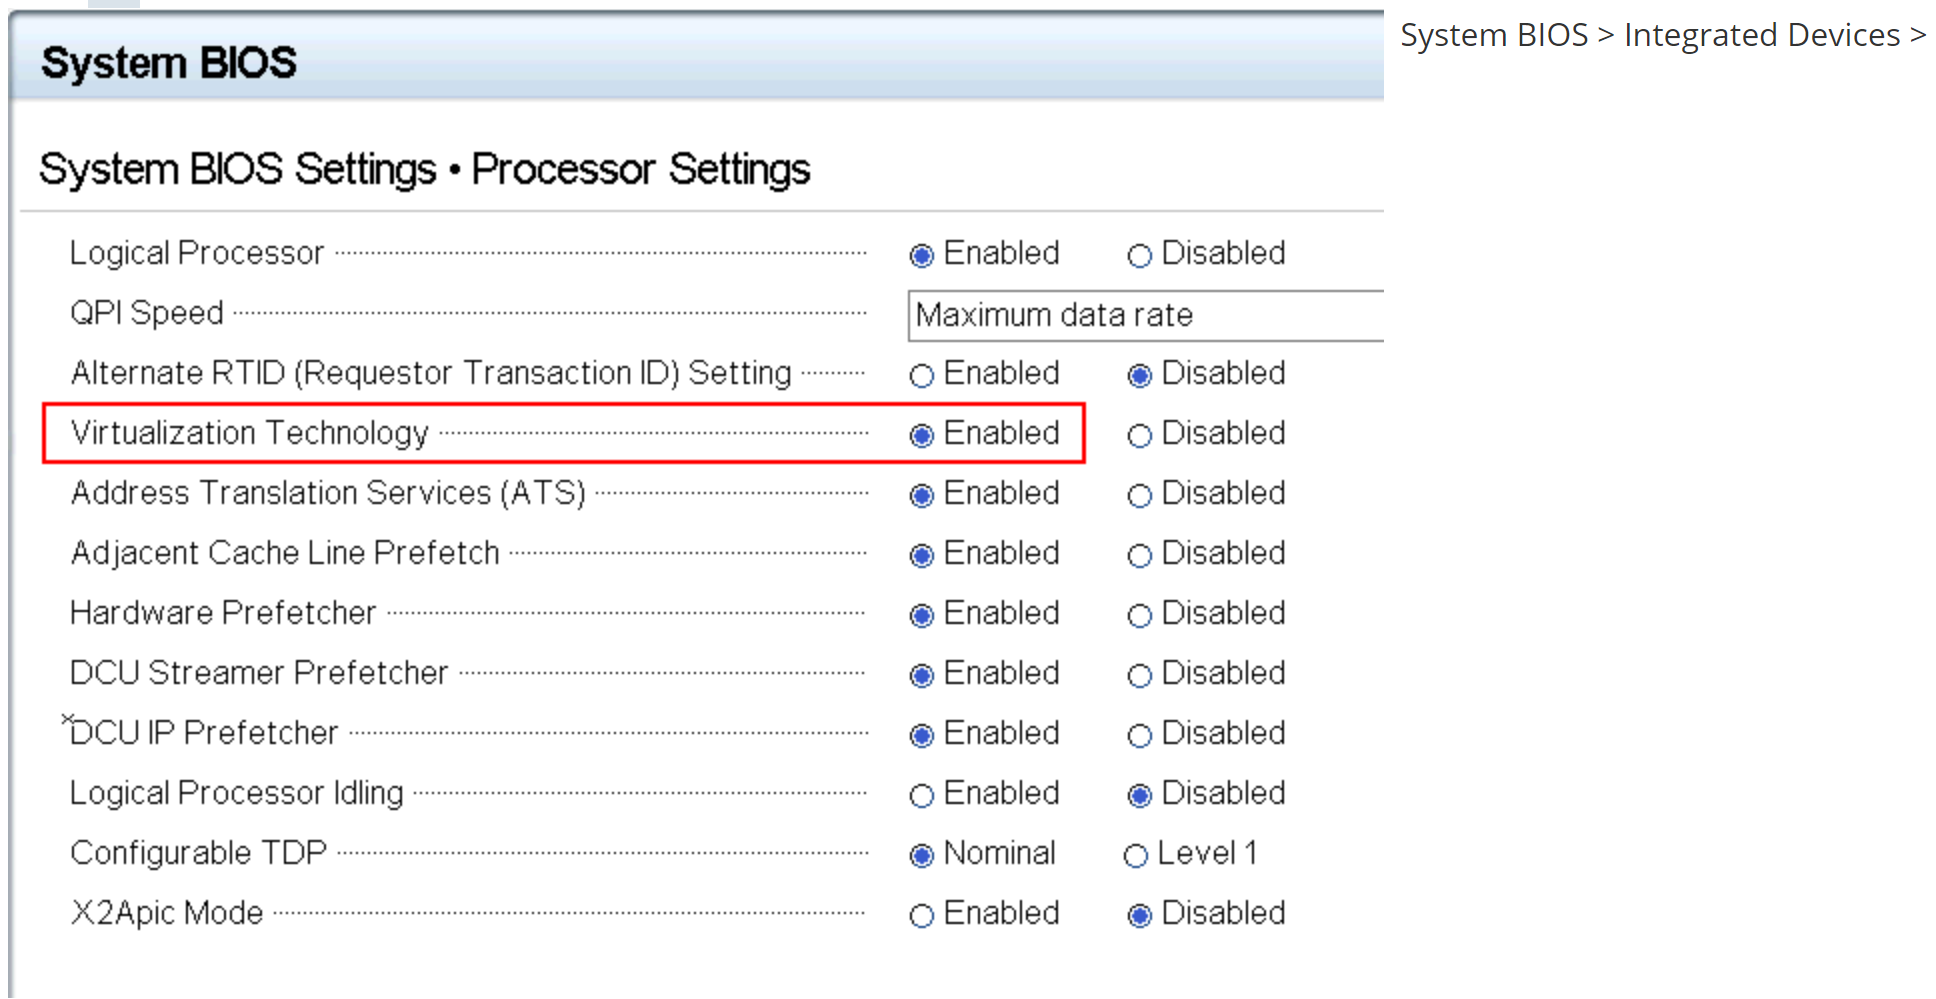 System BIOS
System BIOS > Integrated Devices >
System BIOS Settings • Processor Settings
Logical Processor Enabled Disabled
QPI Speed Maximum data rate
Alternate RTID (Requestor Transaction ID) Setting Enabled Disabled
Virtualization Technology Enabled Disabled
Address Translation Services (ATS) Enabled Disabled
Adjacent Cache Line Prefetch Enabled Disabled
Hardware Prefetcher Enabled Disabled
DCU Streamer Prefetcher Enabled Disabled
DCU IP Prefetcher Enabled Disabled
Logical Processor Idling Enabled Disabled
Configurable TDP Nominal Level 1
X2Apic Mode Enabled Disabled